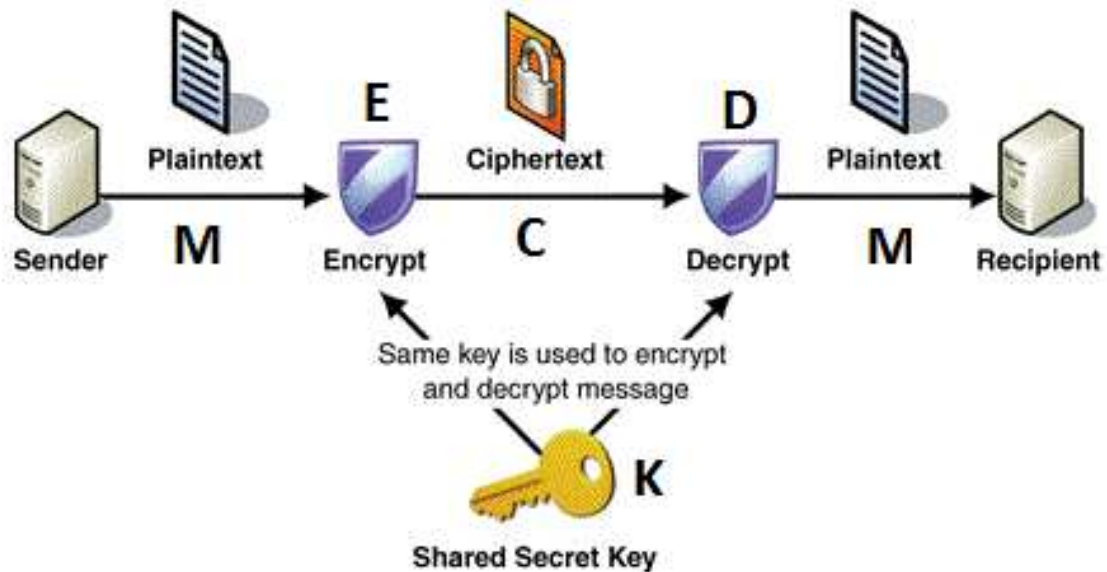 E
D
Plaintext
Ciphertext
Plaintext
M
C
M
Sender
Encrypt
Decrypt
Recipient
Same key is used to encrypt
and decrypt message
K
Shared Secret Key